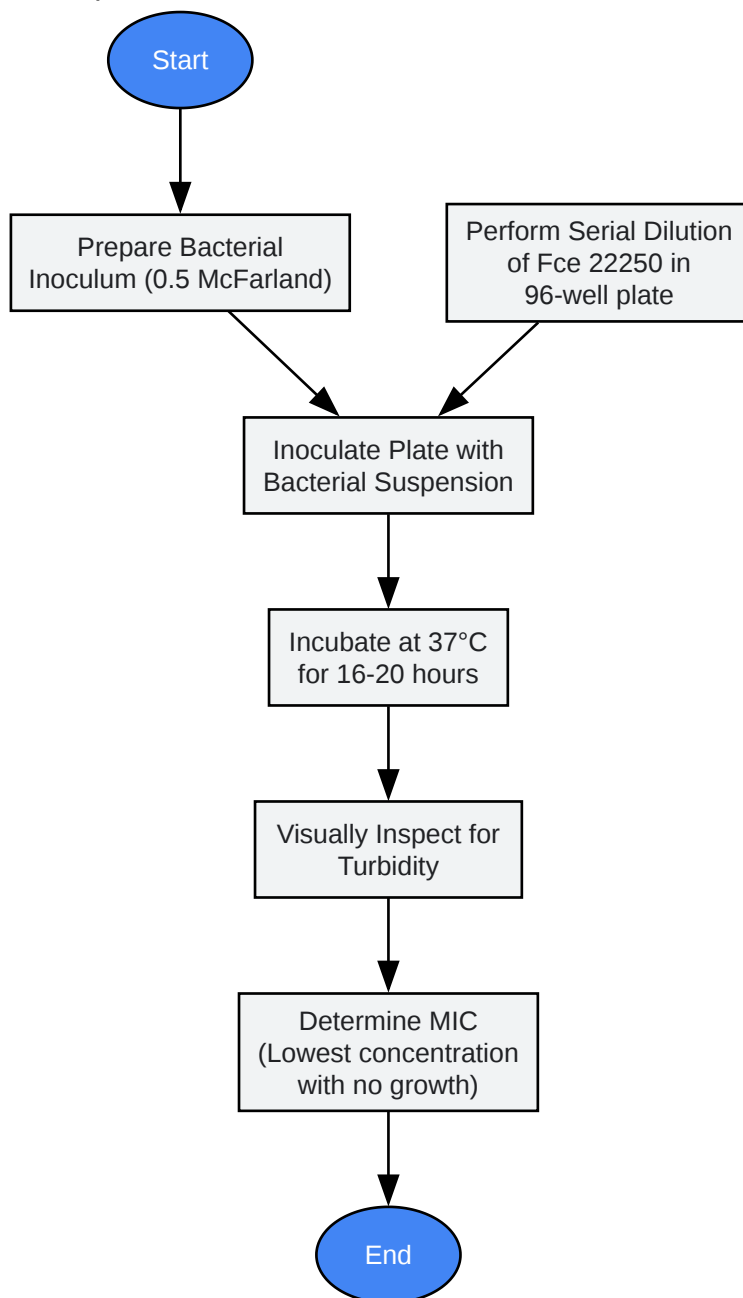 Start
Prepare Bacterial
Inoculum (0.5 McFarland)
Perform Serial Dilution
of Fce 22250 in
96-well plate
Inoculate Plate with
Bacterial Suspension
Incubate at 37°C
for 16-20 hours
Visually Inspect for
Turbidity
Determine MIC
(Lowest concentration
with no growth)
End